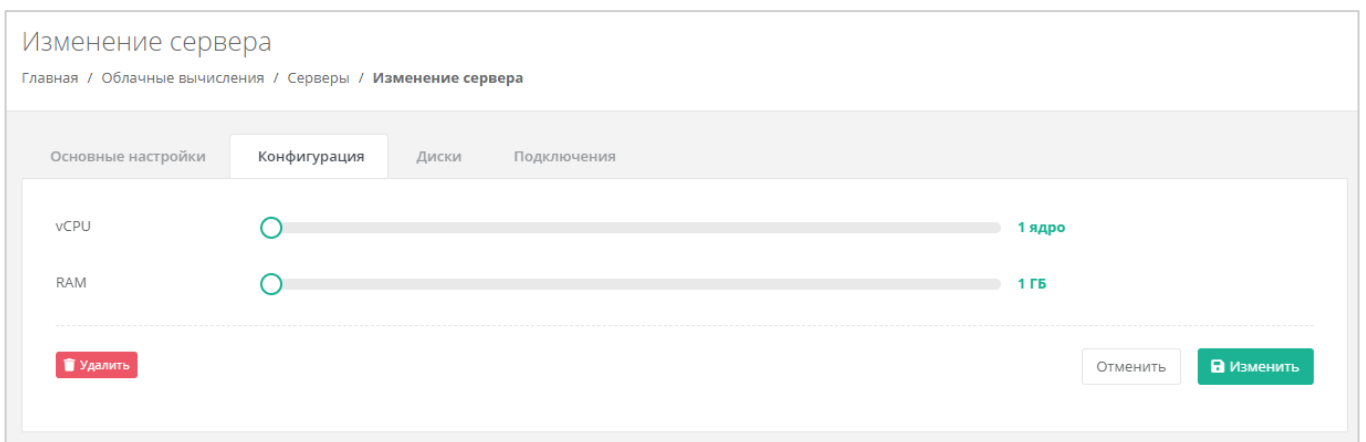 Изменение сервера
Главная / Облачные вычисления / Серверы / Изменение сервера
Основные настройки Конфигурация Диски Подключения
vCPU 1 ядро
RAM 1 ГБ
Удалить Отменить Изменить